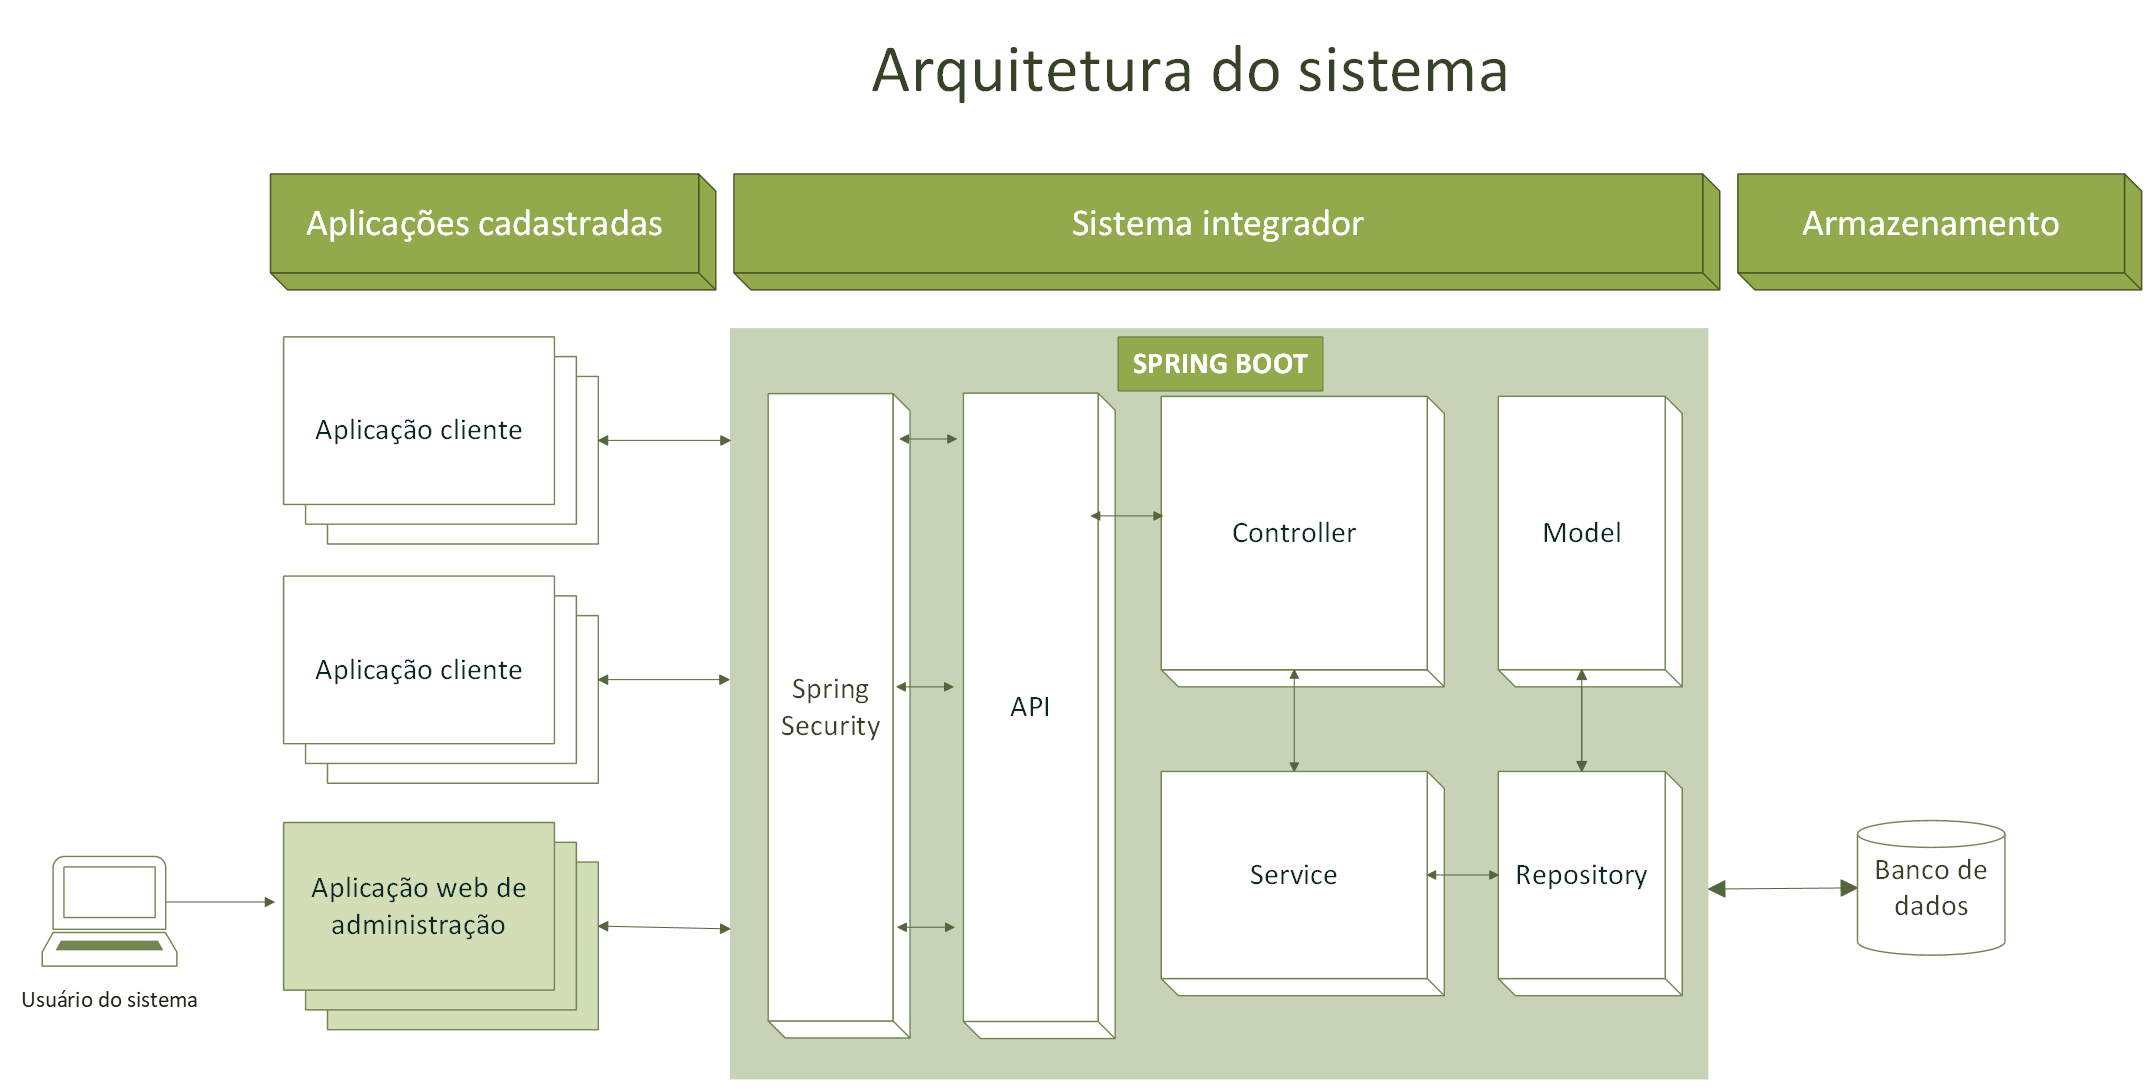 Arquitetura do sistema
Aplicações cadastradas
Sistema integrador
Armazenamento
SPRING BOOT
Aplicação cliente
Aplicação cliente
Aplicação web de
administração
Usuário do sistema
Spring
Security
API
Controller
Model
Service
Repository
Banco de
dados